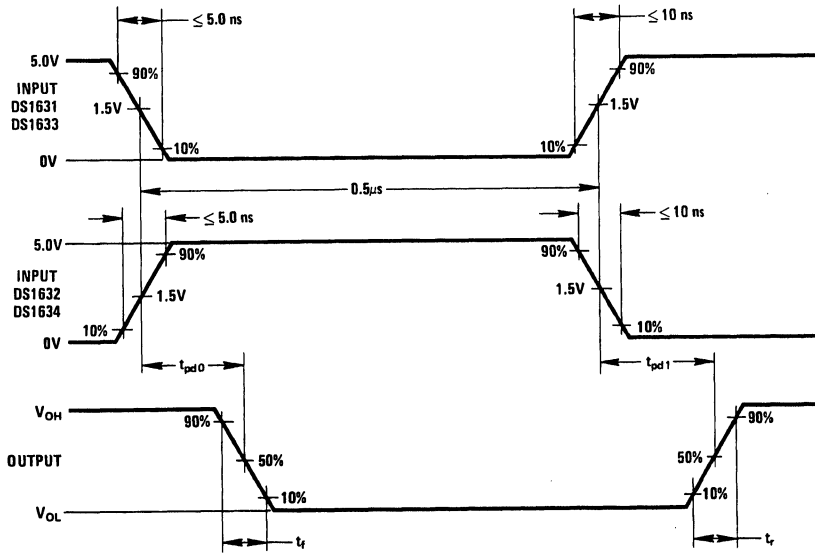 ≤ 5.0 ns
≤ 10 ns
5.0V
90%
90%
INPUT
DS1631
DS1633
1.5V
1.5V
10%
10%
0V
0.5μs
≤ 5.0 ns
≤ 10 ns
5.0V
90%
90%
INPUT
DS1632
DS1634
1.5V
1.5V
10%
10%
0V
tpd0
tpd1
VOH
90%
90%
OUTPUT
50%
50%
10%
10%
VOL
tf
tr